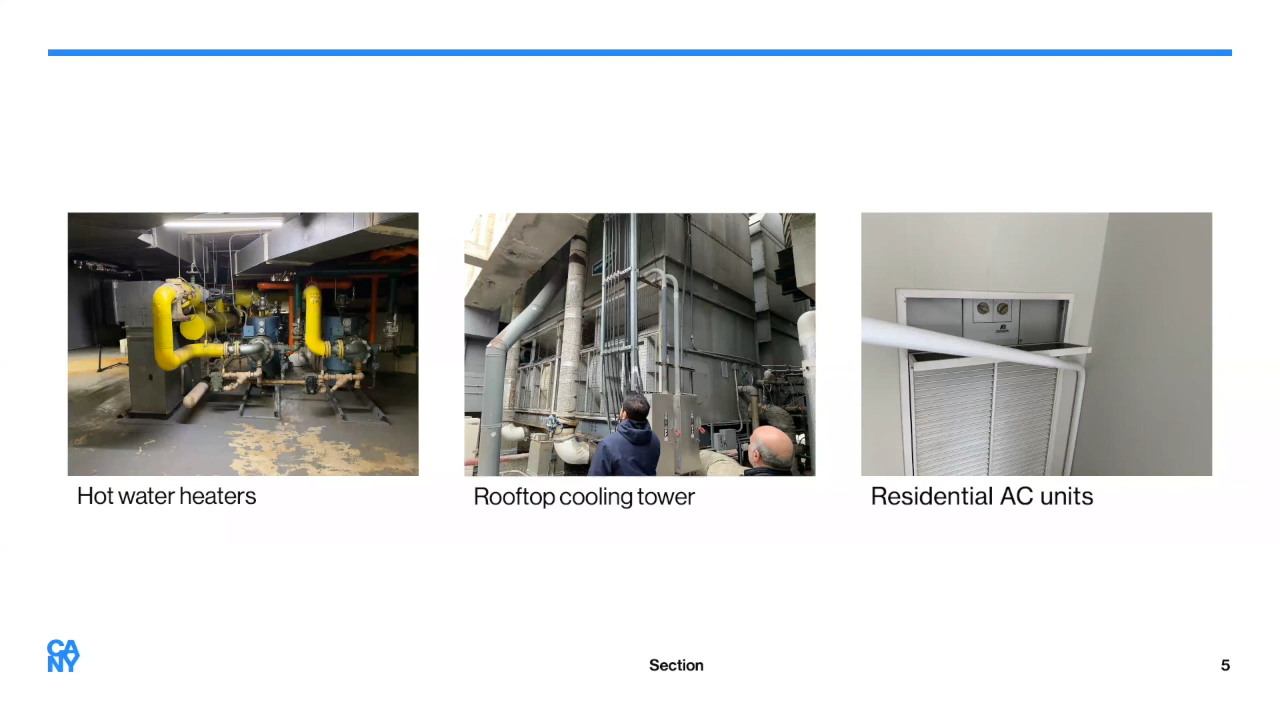 Hot water heaters
Rooftop cooling tower
Residential AC units
CA
NY
Section
5